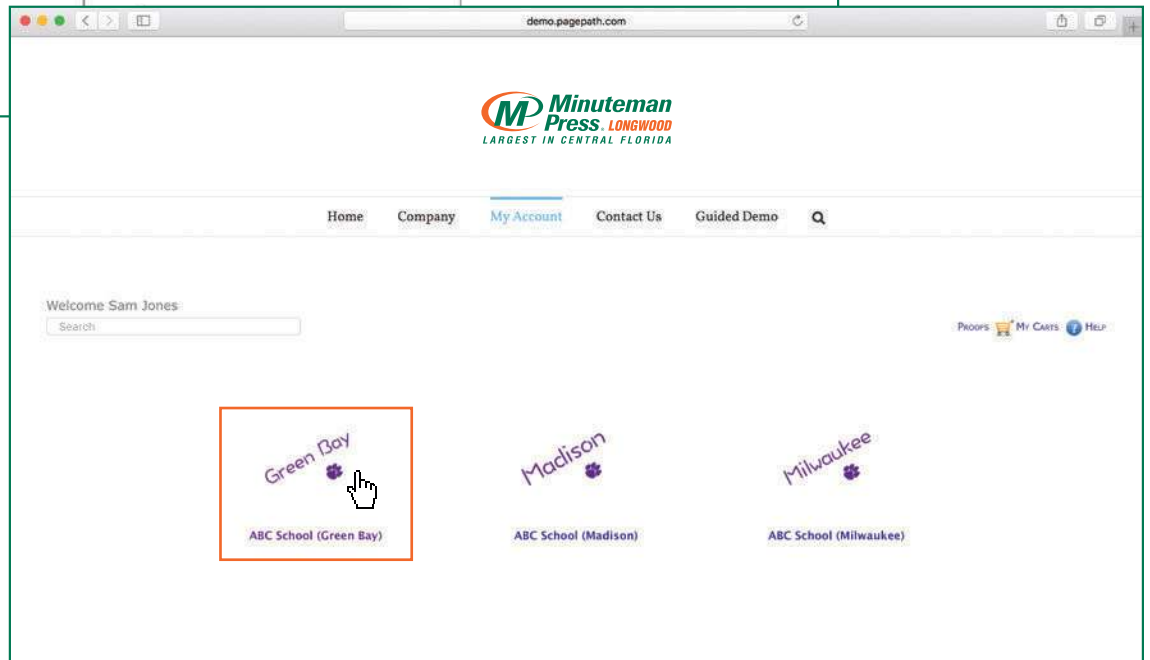 demo.pagepath.com
MP Minuteman
Press. LONGWOOD
LARGEST IN CENTRAL FLORIDA
Home Company My Account Contact Us Guided Demo
Welcome Sam Jones
Search
Proofs My Carts ? Help
Green Bay Madison Milwaukee
ABC School (Green Bay) ABC School (Madison) ABC School (Milwaukee)